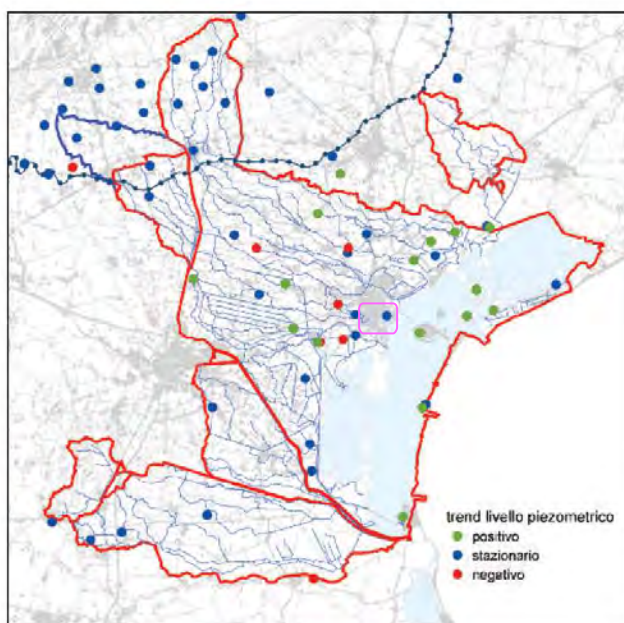 trend livello piezometrico
positivo
stazionario
negativo